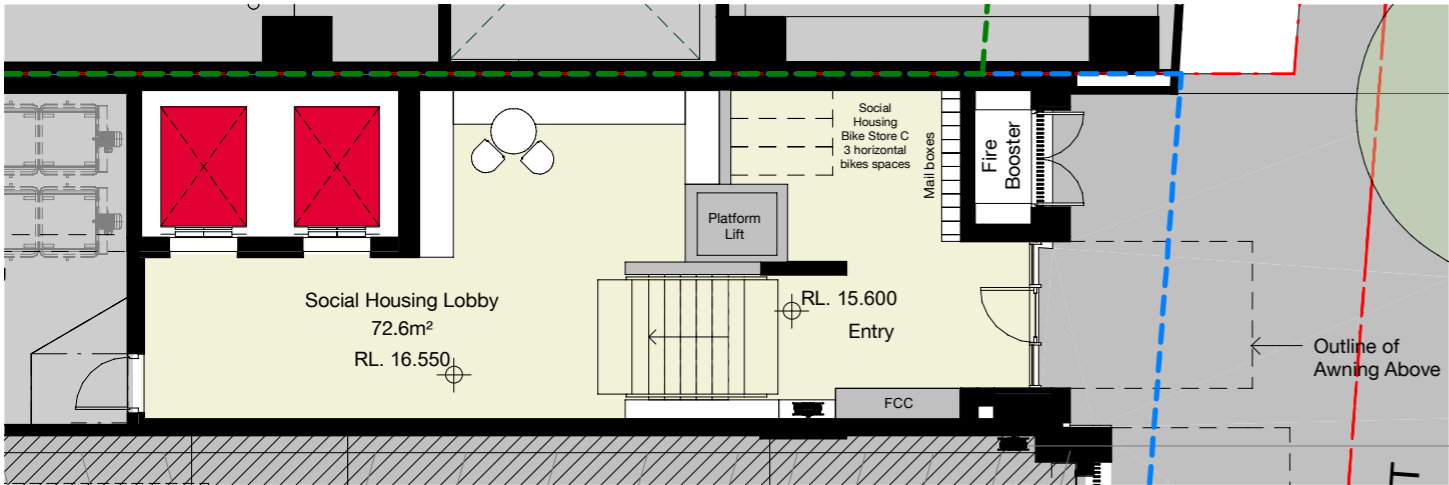 Social
Housing
Bike Store C
3 horizontal
bikes spaces
Mail boxes
Fire
Booster
Platform
Lift
Social Housing Lobby
72.6m²
RL. 16.550
RL. 15.600
Entry
FCC
Outline of
Awning Above